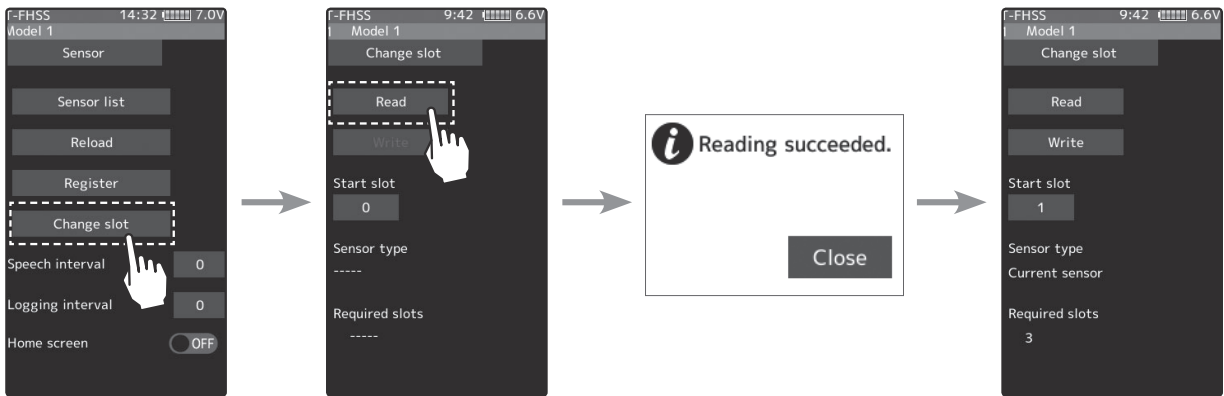 T-FHSS 14:32 7.0V
Model 1
Sensor
Sensor list
Reload
Register
Change slot
Speech interval 0
Logging interval 0
Home screen OFF
T-FHSS 9:42 6.6V
1 Model 1
Change slot
Read
Write
Start slot
0
Sensor type
-----
Required slots
-----
i Reading succeeded.
Close
T-FHSS 9:42 6.6V
1 Model 1
Change slot
Read
Write
Start slot
1
Sensor type
Current sensor
Required slots
3